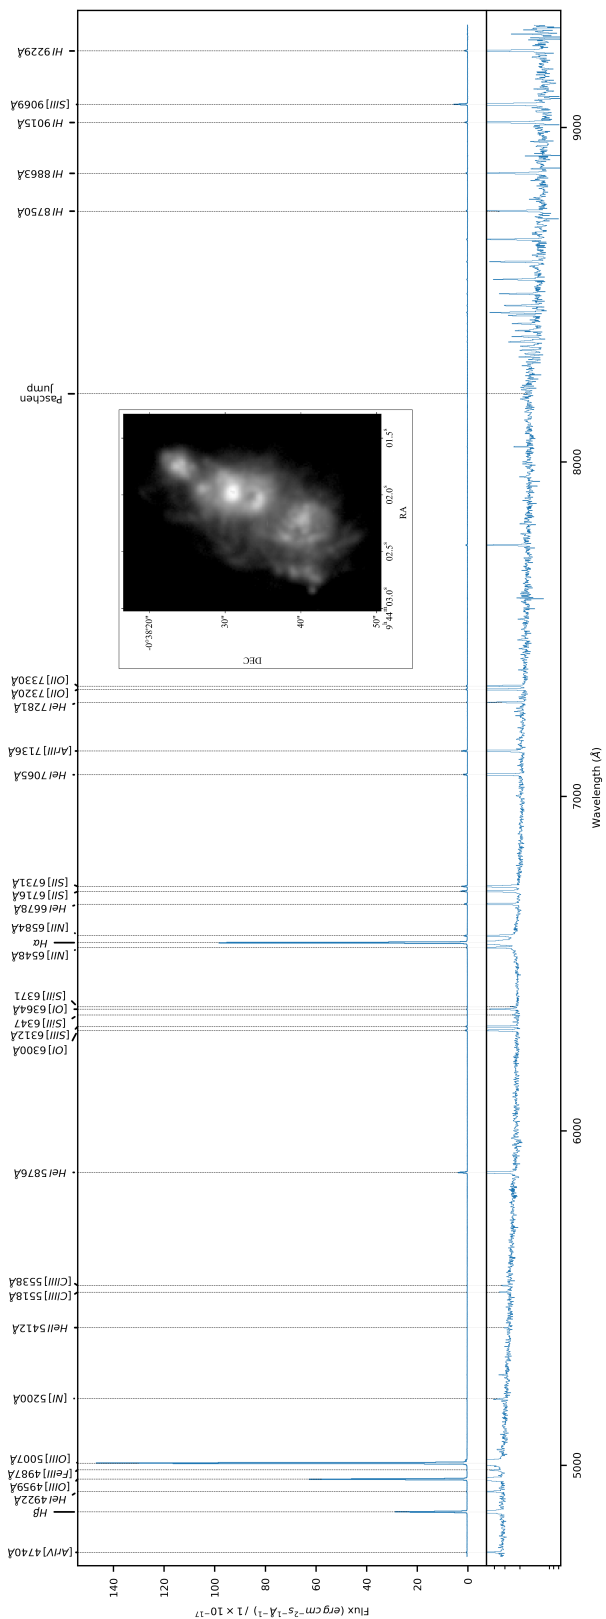 [ArIV] 4740Å
Hβ
HeI 4922Å
[OIII] 4959Å
[FeIII] 4987Å
[OIII] 5007Å
[NI] 5200Å
HeII 5412Å
[ClIII] 5518Å
[ClIII] 5538Å
HeI 5876Å
[OI] 6300Å
[SIII] 6312Å
[SiII] 6347
[OI] 6364Å
[SiII] 6371
[NII] 6548Å
Hα
[NII] 6584Å
HeI 6678Å
[SII] 6716Å
[SII] 6731Å
HeI 7065Å
[ArIII] 7136Å
HeI 7281Å
[OII] 7320Å
[OII] 7330Å
Paschen
Jump
HI 8750Å
HI 8863Å
HI 9015Å
[SIII] 9069Å
HI 9229Å
140
120
100
80
60
40
20
0
Flux (erg cm⁻² s⁻¹ Å⁻¹) / 1 × 10⁻¹⁷
DEC
-0°38'20"
30"
40"
50"
9ʰ44ᵐ03.0ˢ
02.5ˢ
02.0ˢ
01.5ˢ
RA
5000
6000
7000
8000
9000
Wavelength (Å)